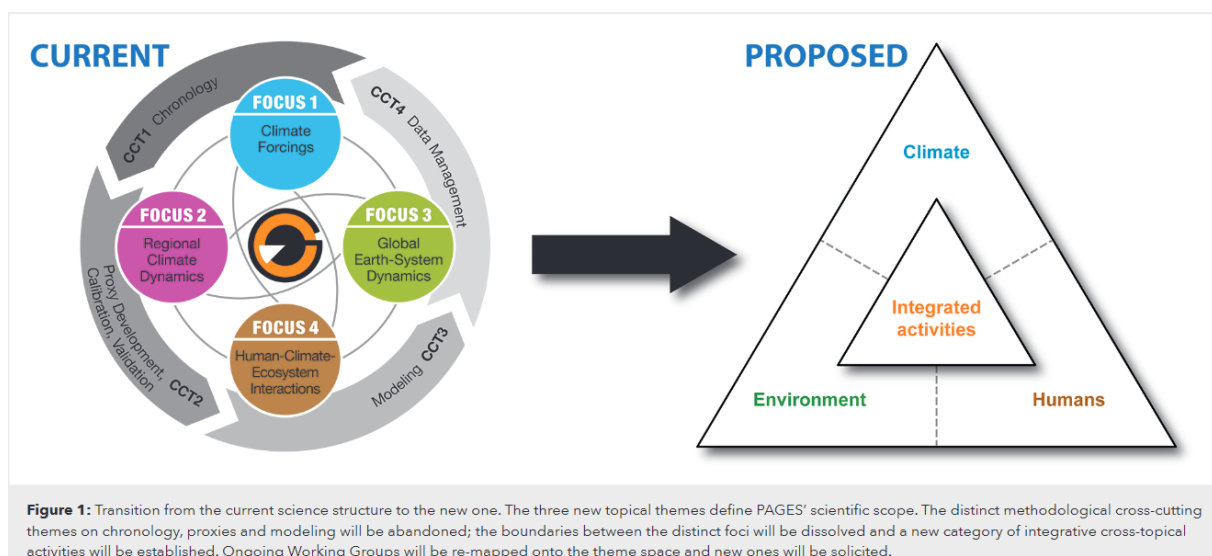 CURRENT
PROPOSED
CCT1 Chronology
CCT4 Data Management
FOCUS 1
Climate
Forcings
FOCUS 2
Regional
Climate
Dynamics
FOCUS 3
Global
Earth-System
Dynamics
FOCUS 4
Human-Climate-
Ecosystem
Interactions
Proxy Development,
Calibration, Validation
CCT2
Modeling CCT3
Climate
Integrated
activities
Environment
Humans
Figure 1: Transition from the current science structure to the new one. The three new topical themes define PAGES' scientific scope. The distinct methodological cross-cutting
themes on chronology, proxies and modeling will be abandoned; the boundaries between the distinct foci will be dissolved and a new category of integrative cross-topical
activities will be established. Ongoing Working Groups will be re-mapped onto the theme space and new ones will be solicited.